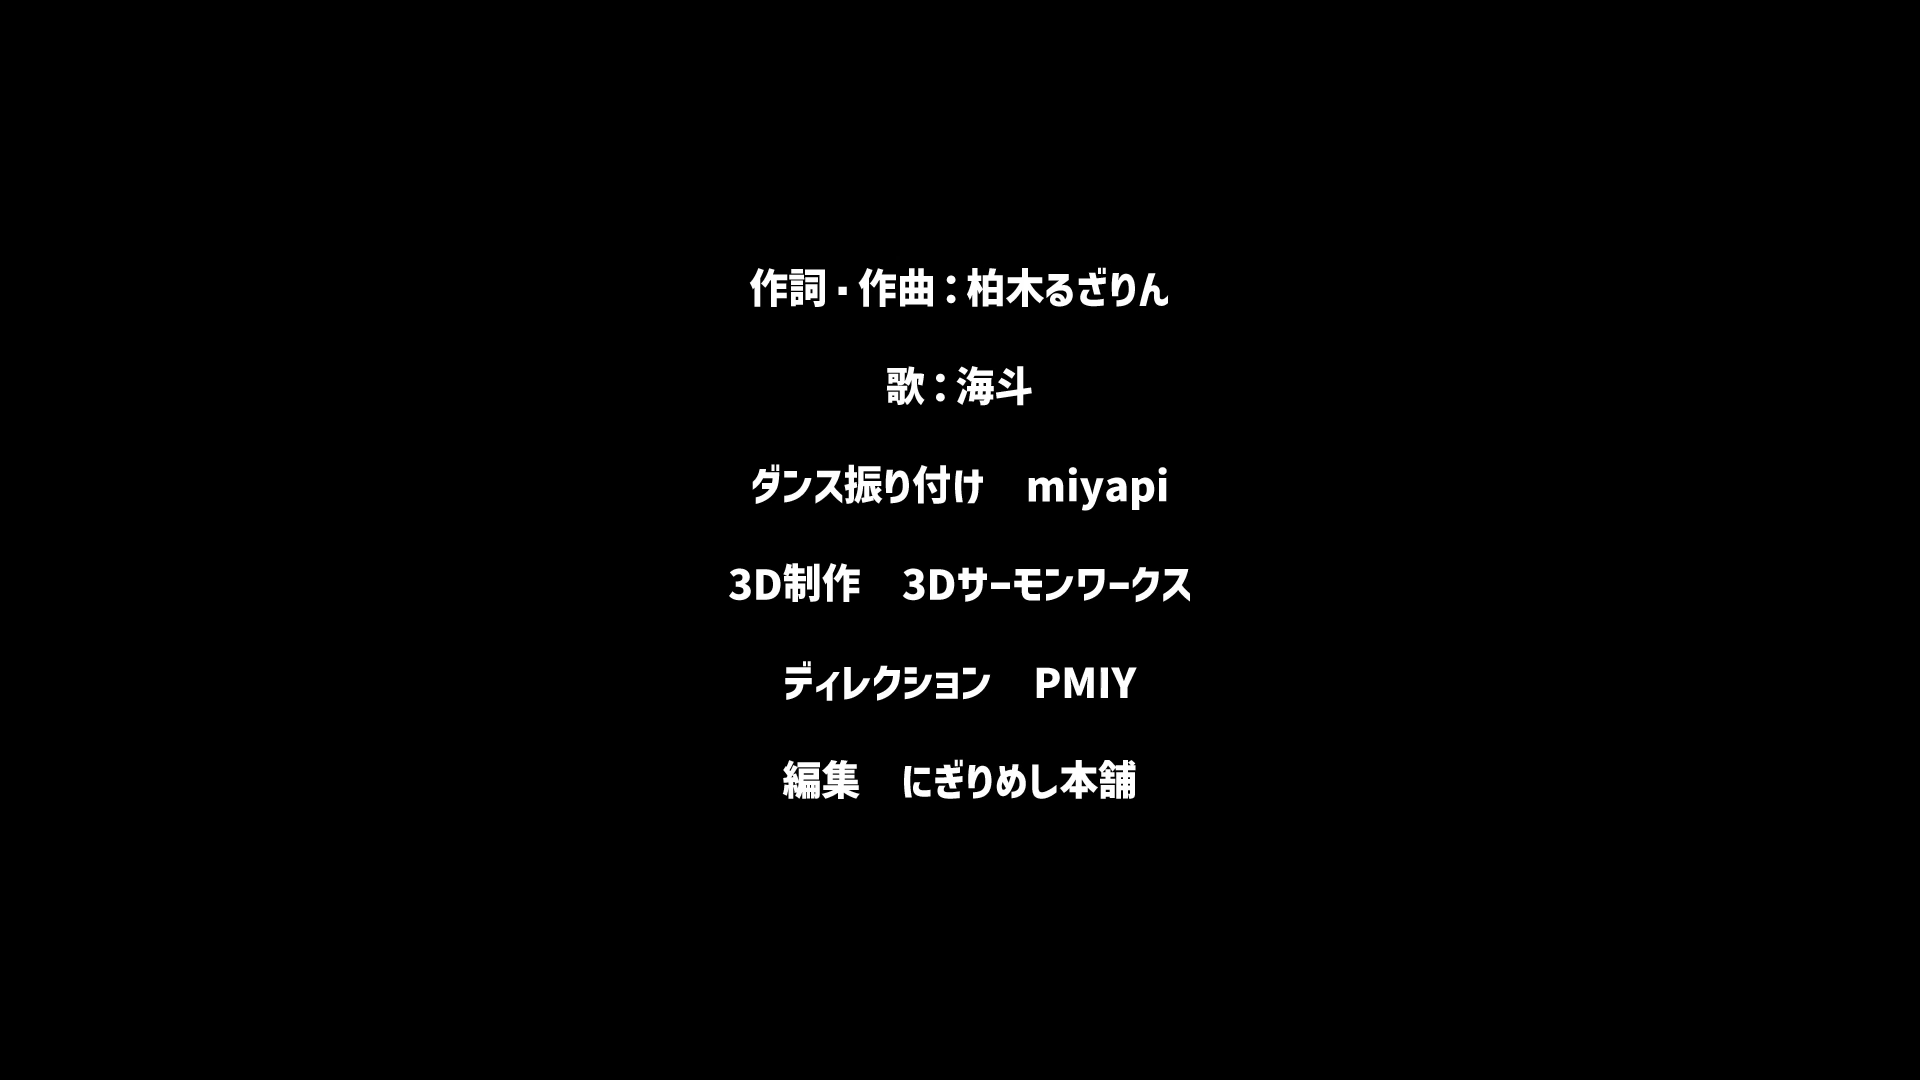 作詞・作曲：柏木るざりん
歌：海斗
ダンス振り付け　miyapi
3D制作　3Dサーモンワークス
ディレクション　PMIY
編集　にぎりめし本舗